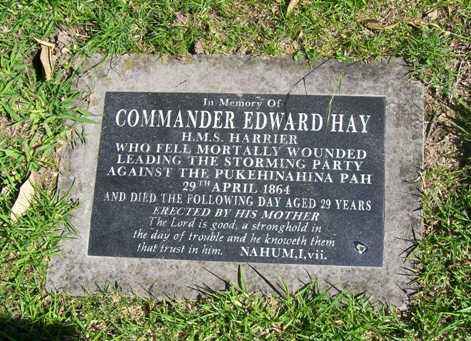 In Memory Of
COMMANDER EDWARD HAY
H.M.S. HARRIER
WHO FELL MORTALLY WOUNDED
LEADING THE STORMING PARTY
AGAINST THE PUKEHINAHINA PAH
29TH APRIL 1864
AND DIED THE FOLLOWING DAY AGED 29 YEARS
ERECTED BY HIS MOTHER
The Lord is good, a stronghold in
the day of trouble and he knoweth them
that trust in him. NAHUM,I,vii.